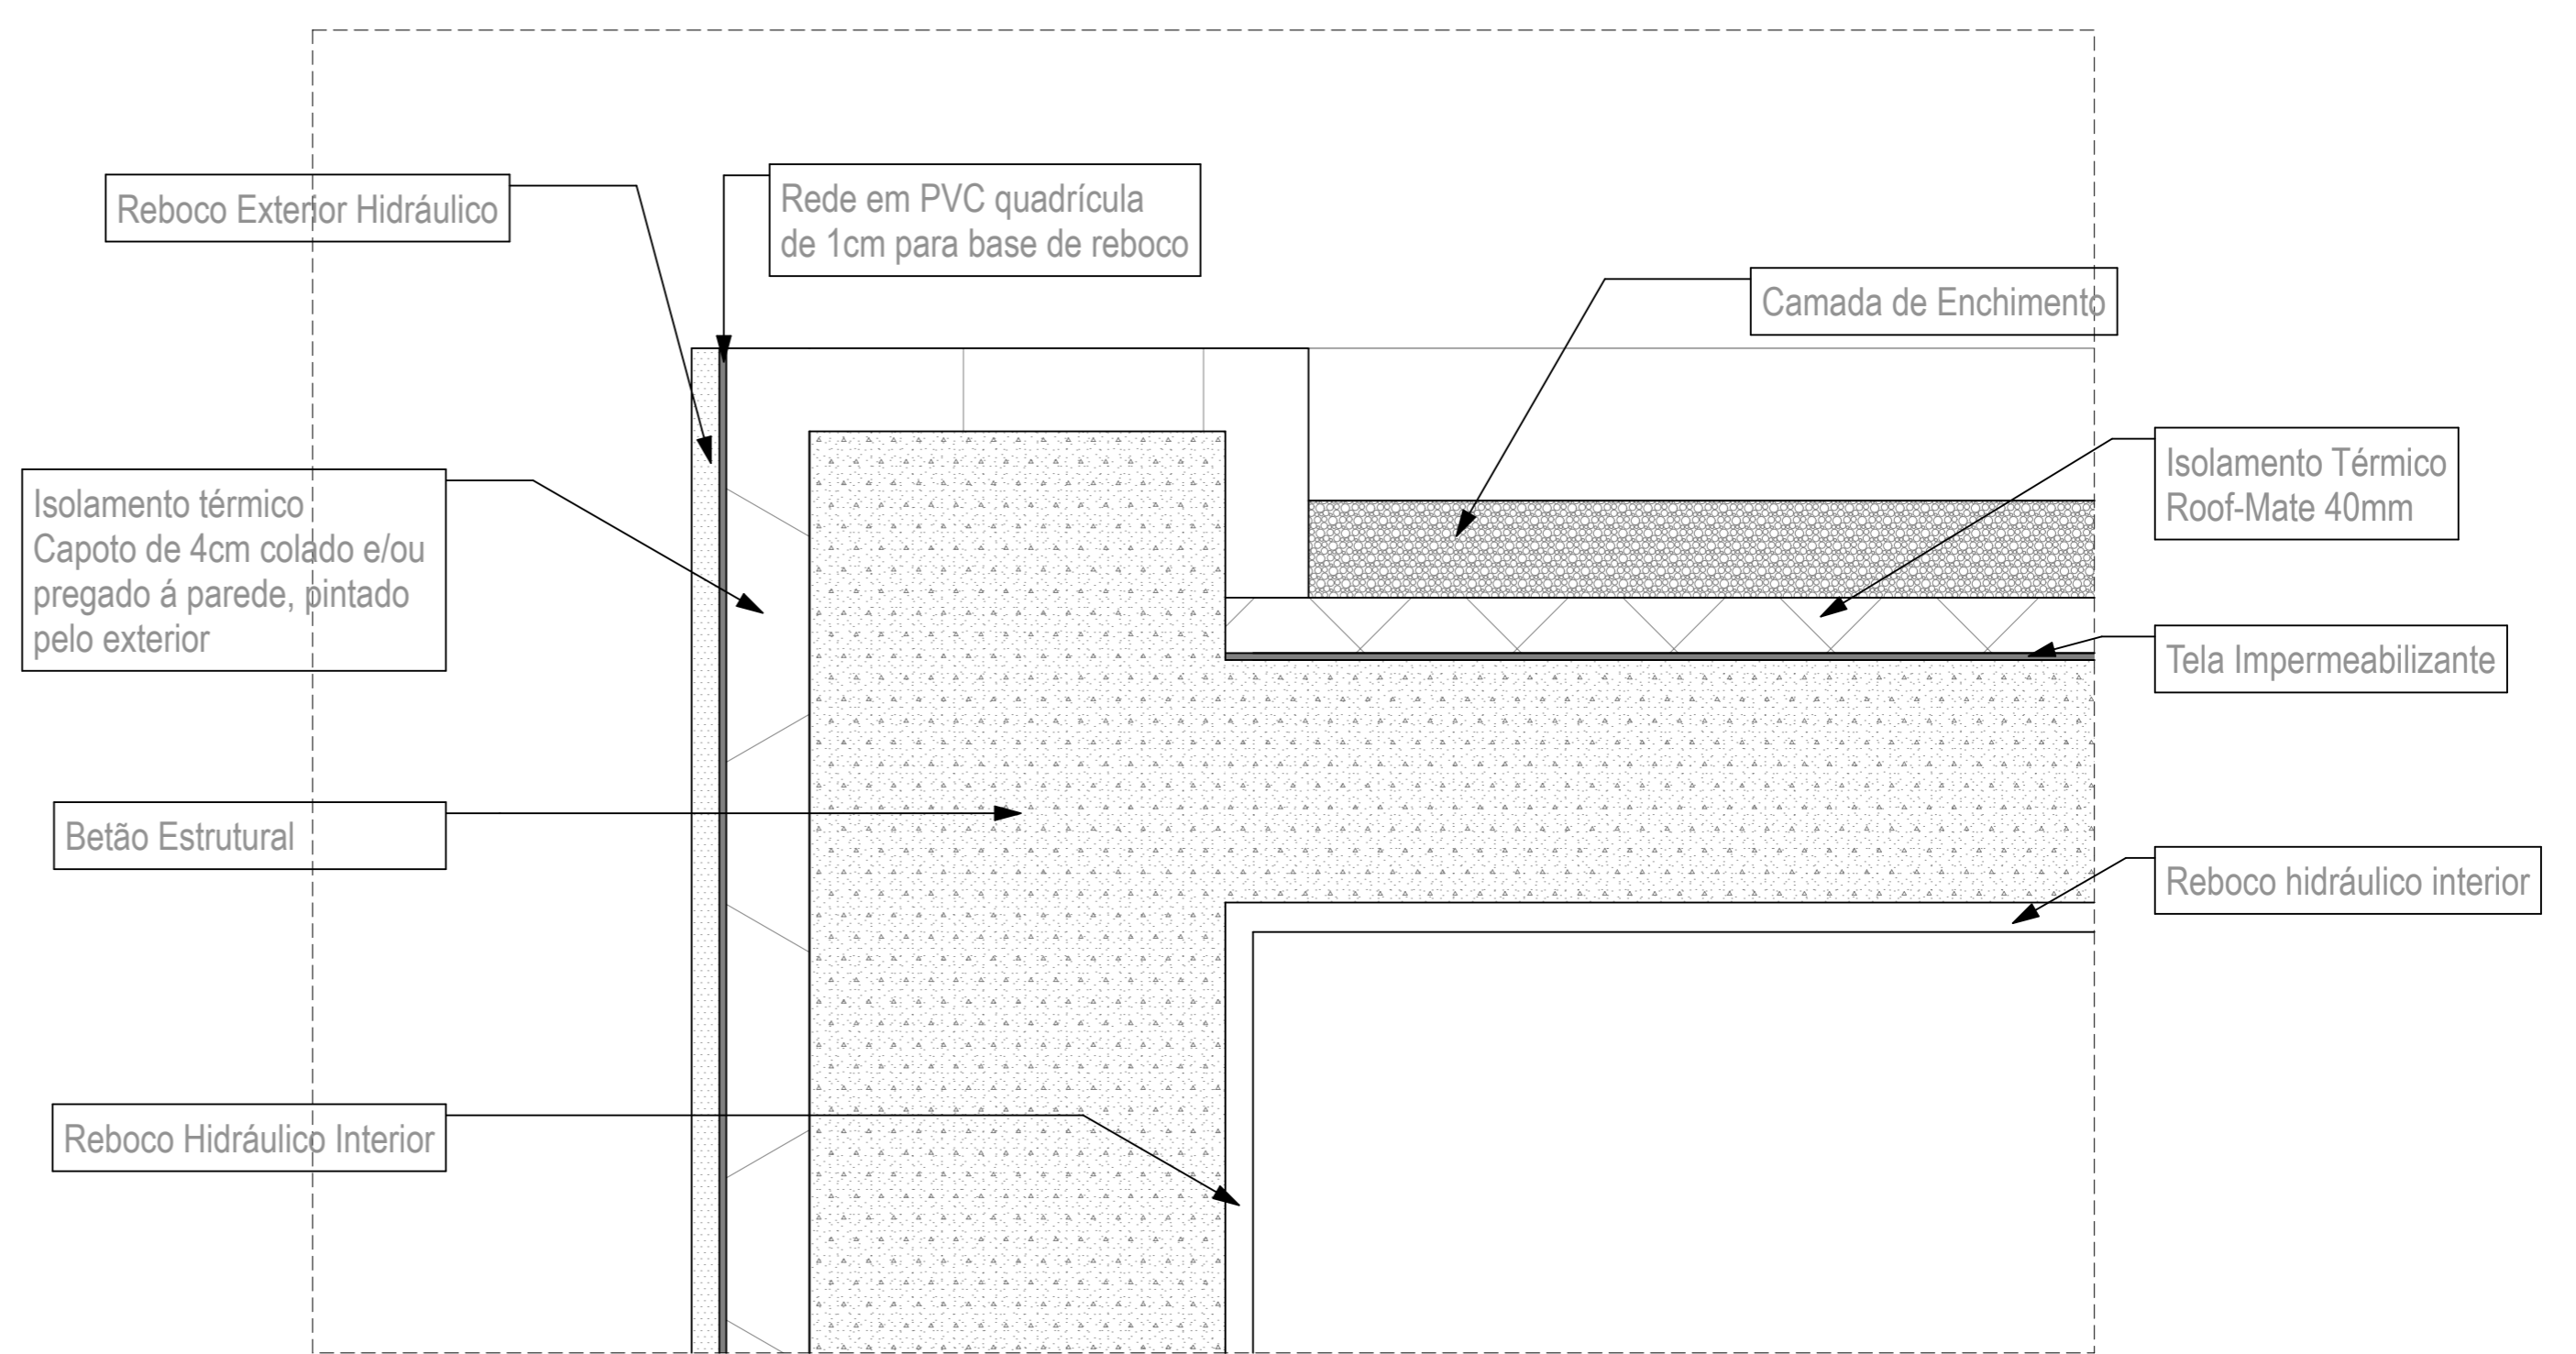 Reboco Exterior Hidráulico
Rede em PVC quadrícula
de 1cm para base de reboco
Camada de Enchimento
Isolamento Térmico
Roof-Mate 40mm
Isolamento térmico
Capoto de 4cm colado e/ou
pregado á parede, pintado
pelo exterior
Tela Impermeabilizante
Betão Estrutural
Reboco hidráulico interior
Reboco Hidráulico Interior